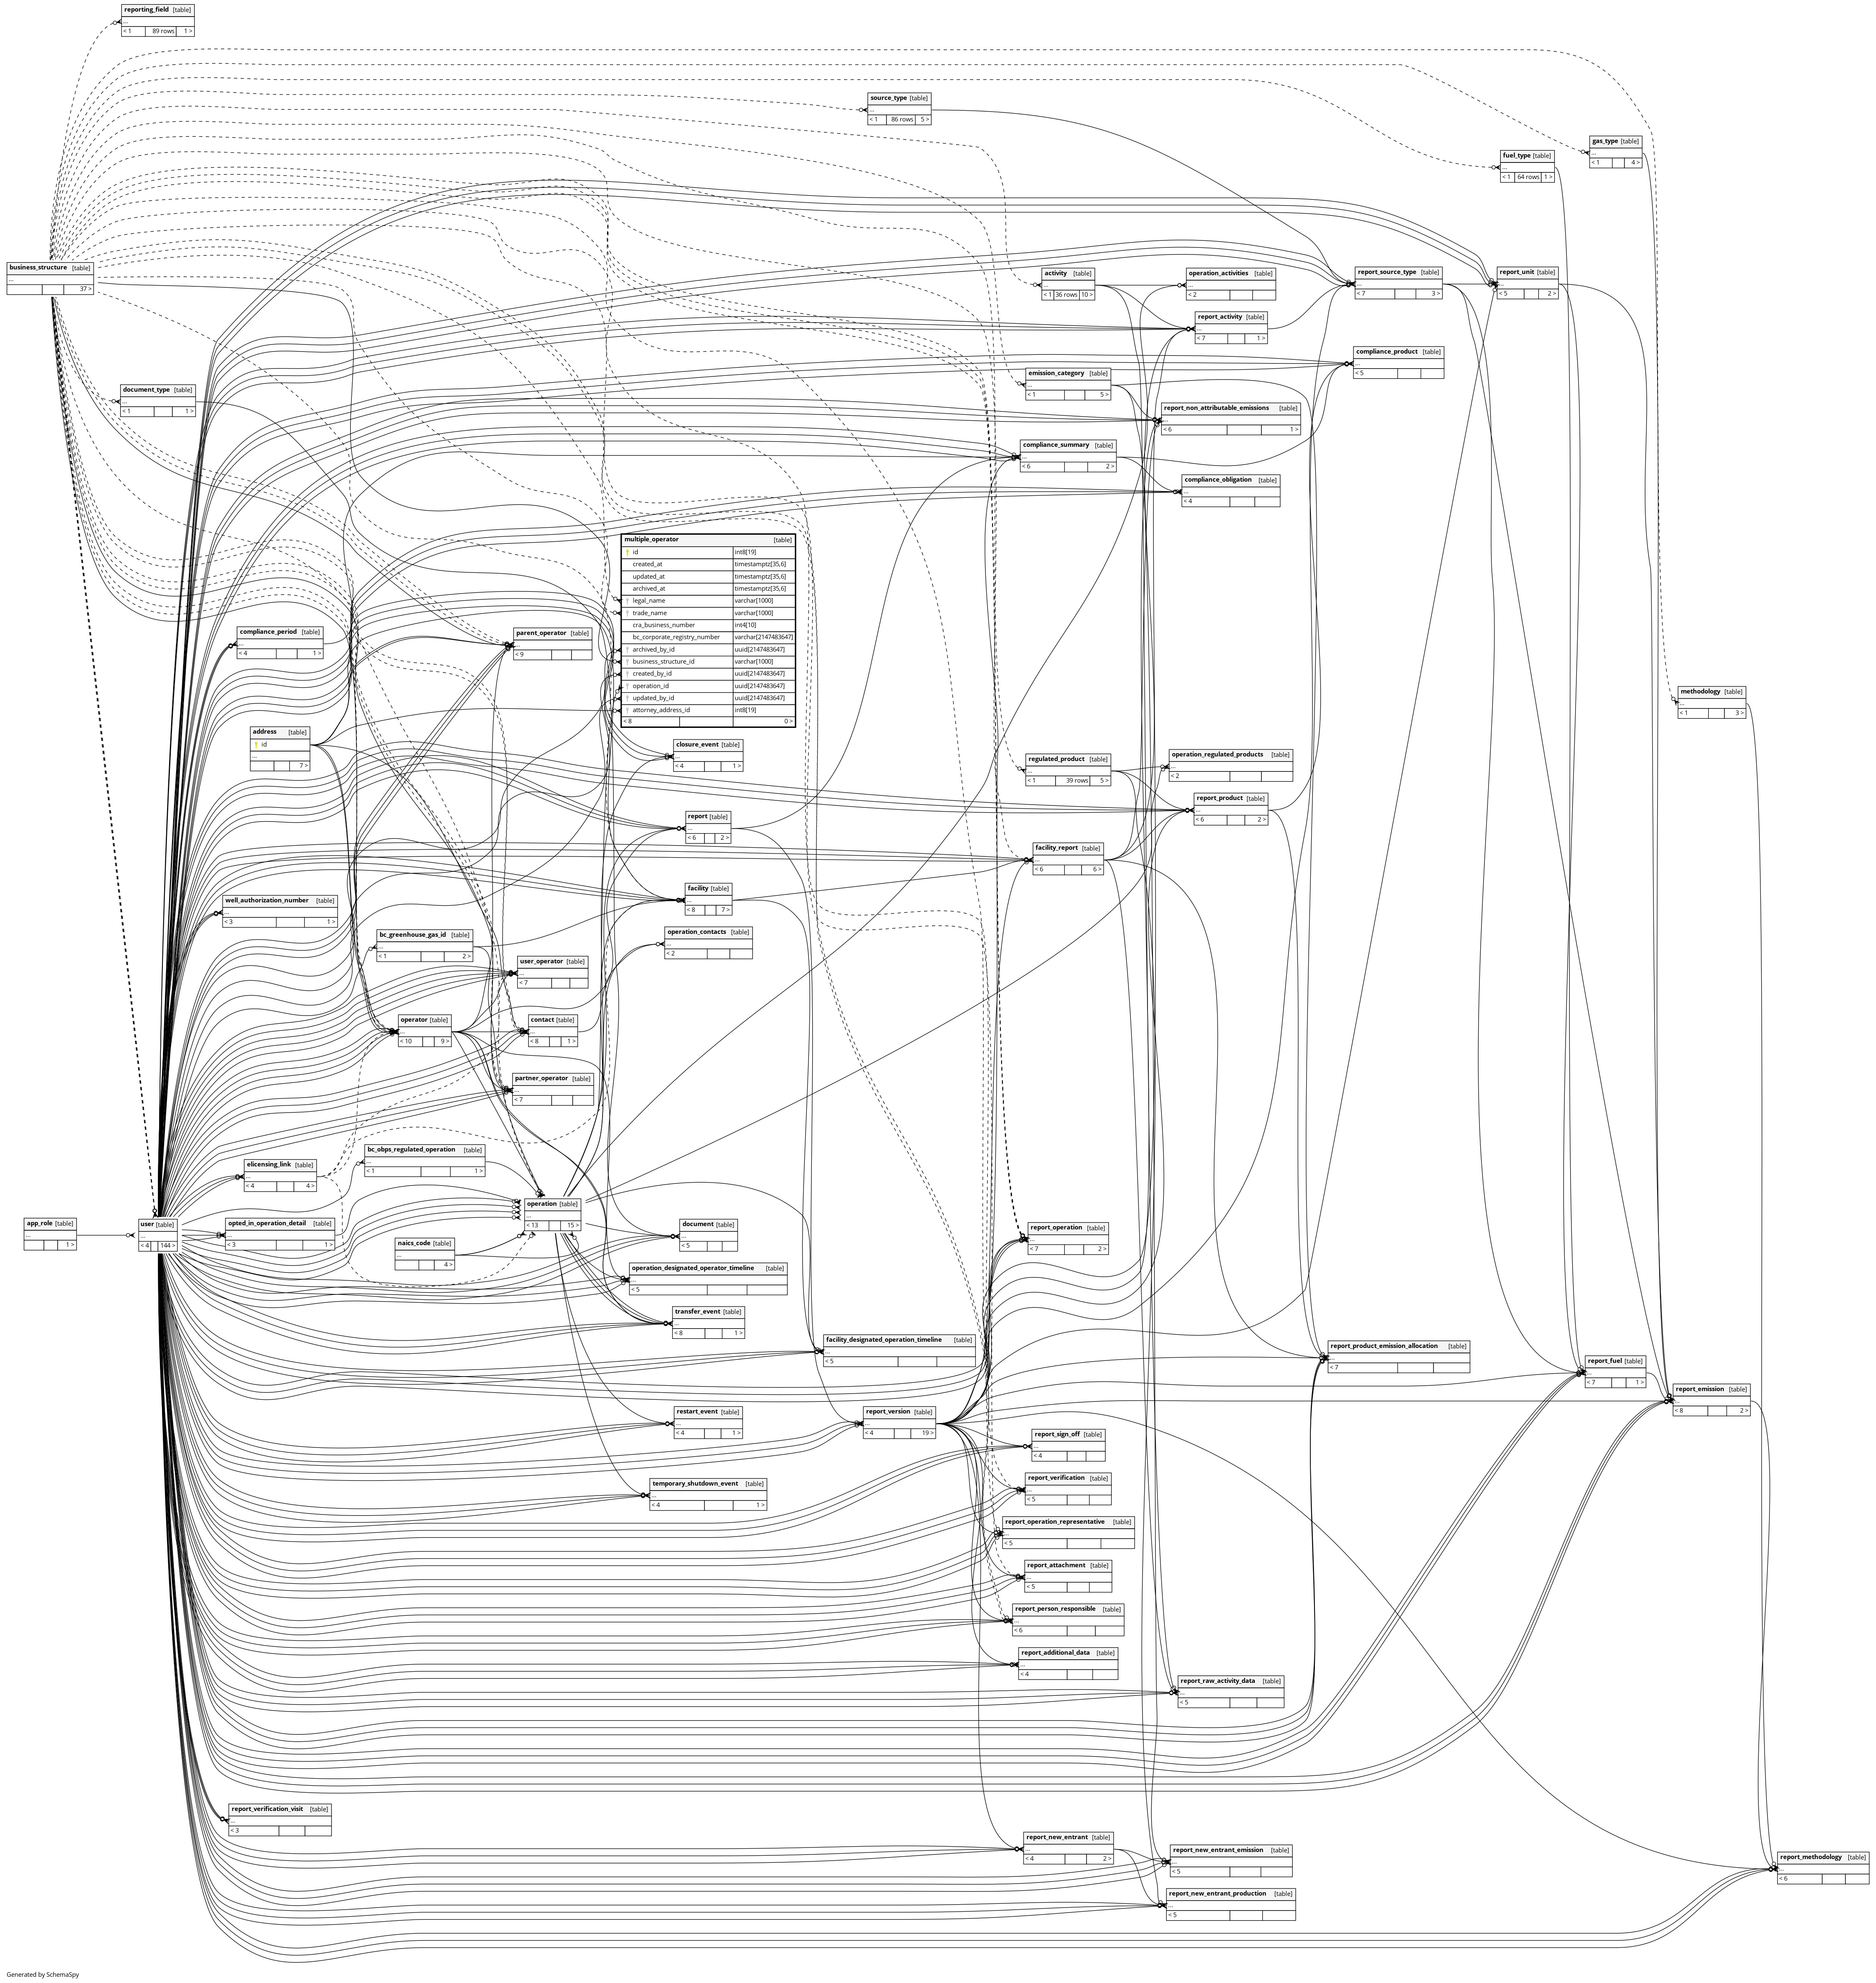 reporting_field [table]
...
< 1 89 rows 1 >
source_type [table]
...
< 1 86 rows 5 >
gas_type [table]
...
< 1 4 >
fuel_type [table]
...
< 1 64 rows 1 >
business_structure [table]
...
37 >
activity [table]
...
< 1 36 rows 10 >
operation_activities [table]
...
< 2
report_source_type [table]
...
< 7 3 >
report_unit [table]
...
< 5 2 >
report_activity [table]
...
< 7 1 >
compliance_product [table]
...
< 5
document_type [table]
...
< 1 1 >
emission_category [table]
...
< 1 5 >
report_non_attributable_emissions [table]
...
< 6 1 >
compliance_summary [table]
...
< 6 2 >
compliance_obligation [table]
...
< 4
multiple_operator [table]
id int8[19]
created_at timestamptz[35,6]
updated_at timestamptz[35,6]
archived_at timestamptz[35,6]
legal_name varchar[1000]
trade_name varchar[1000]
cra_business_number int4[10]
bc_corporate_registry_number varchar[2147483647]
archived_by_id uuid[2147483647]
business_structure_id varchar[1000]
created_by_id uuid[2147483647]
operation_id uuid[2147483647]
updated_by_id uuid[2147483647]
attorney_address_id int8[19]
< 8 0 >
compliance_period [table]
...
< 4 1 >
parent_operator [table]
...
< 9
methodology [table]
...
< 1 3 >
address [table]
id
...
7 >
closure_event [table]
...
< 4 1 >
regulated_product [table]
...
< 1 39 rows 5 >
operation_regulated_products [table]
...
< 2
report_product [table]
...
< 6 2 >
report [table]
...
< 6 2 >
facility_report [table]
...
< 6 6 >
facility [table]
...
< 8 7 >
well_authorization_number [table]
...
< 3 1 >
bc_greenhouse_gas_id [table]
...
< 1 2 >
operation_contacts [table]
...
< 2
user_operator [table]
...
< 7
operator [table]
...
< 10 9 >
contact [table]
...
< 8 1 >
partner_operator [table]
...
< 7
bc_obps_regulated_operation [table]
...
< 1 1 >
elicensing_link [table]
...
< 4 4 >
operation [table]
...
< 13 15 >
app_role [table]
...
1 >
user [table]
...
< 4 144 >
opted_in_operation_detail [table]
...
< 3 1 >
document [table]
...
< 5
report_operation [table]
...
< 7 2 >
naics_code [table]
...
4 >
operation_designated_operator_timeline [table]
...
< 5
transfer_event [table]
...
< 8 1 >
facility_designated_operation_timeline [table]
...
< 5
report_product_emission_allocation [table]
...
< 7
report_fuel [table]
...
< 7 1 >
report_emission [table]
...
< 8 2 >
restart_event [table]
...
< 4 1 >
report_version [table]
...
< 4 19 >
report_sign_off [table]
...
< 4
temporary_shutdown_event [table]
...
< 4 1 >
report_verification [table]
...
< 5
report_operation_representative [table]
...
< 5
report_attachment [table]
...
< 5
report_person_responsible [table]
...
< 6
report_additional_data [table]
...
< 4
report_raw_activity_data [table]
...
< 5
report_verification_visit [table]
...
< 3
report_new_entrant [table]
...
< 4 2 >
report_new_entrant_emission [table]
...
< 5
report_methodology [table]
...
< 6
report_new_entrant_production [table]
...
< 5
Generated by SchemaSpy